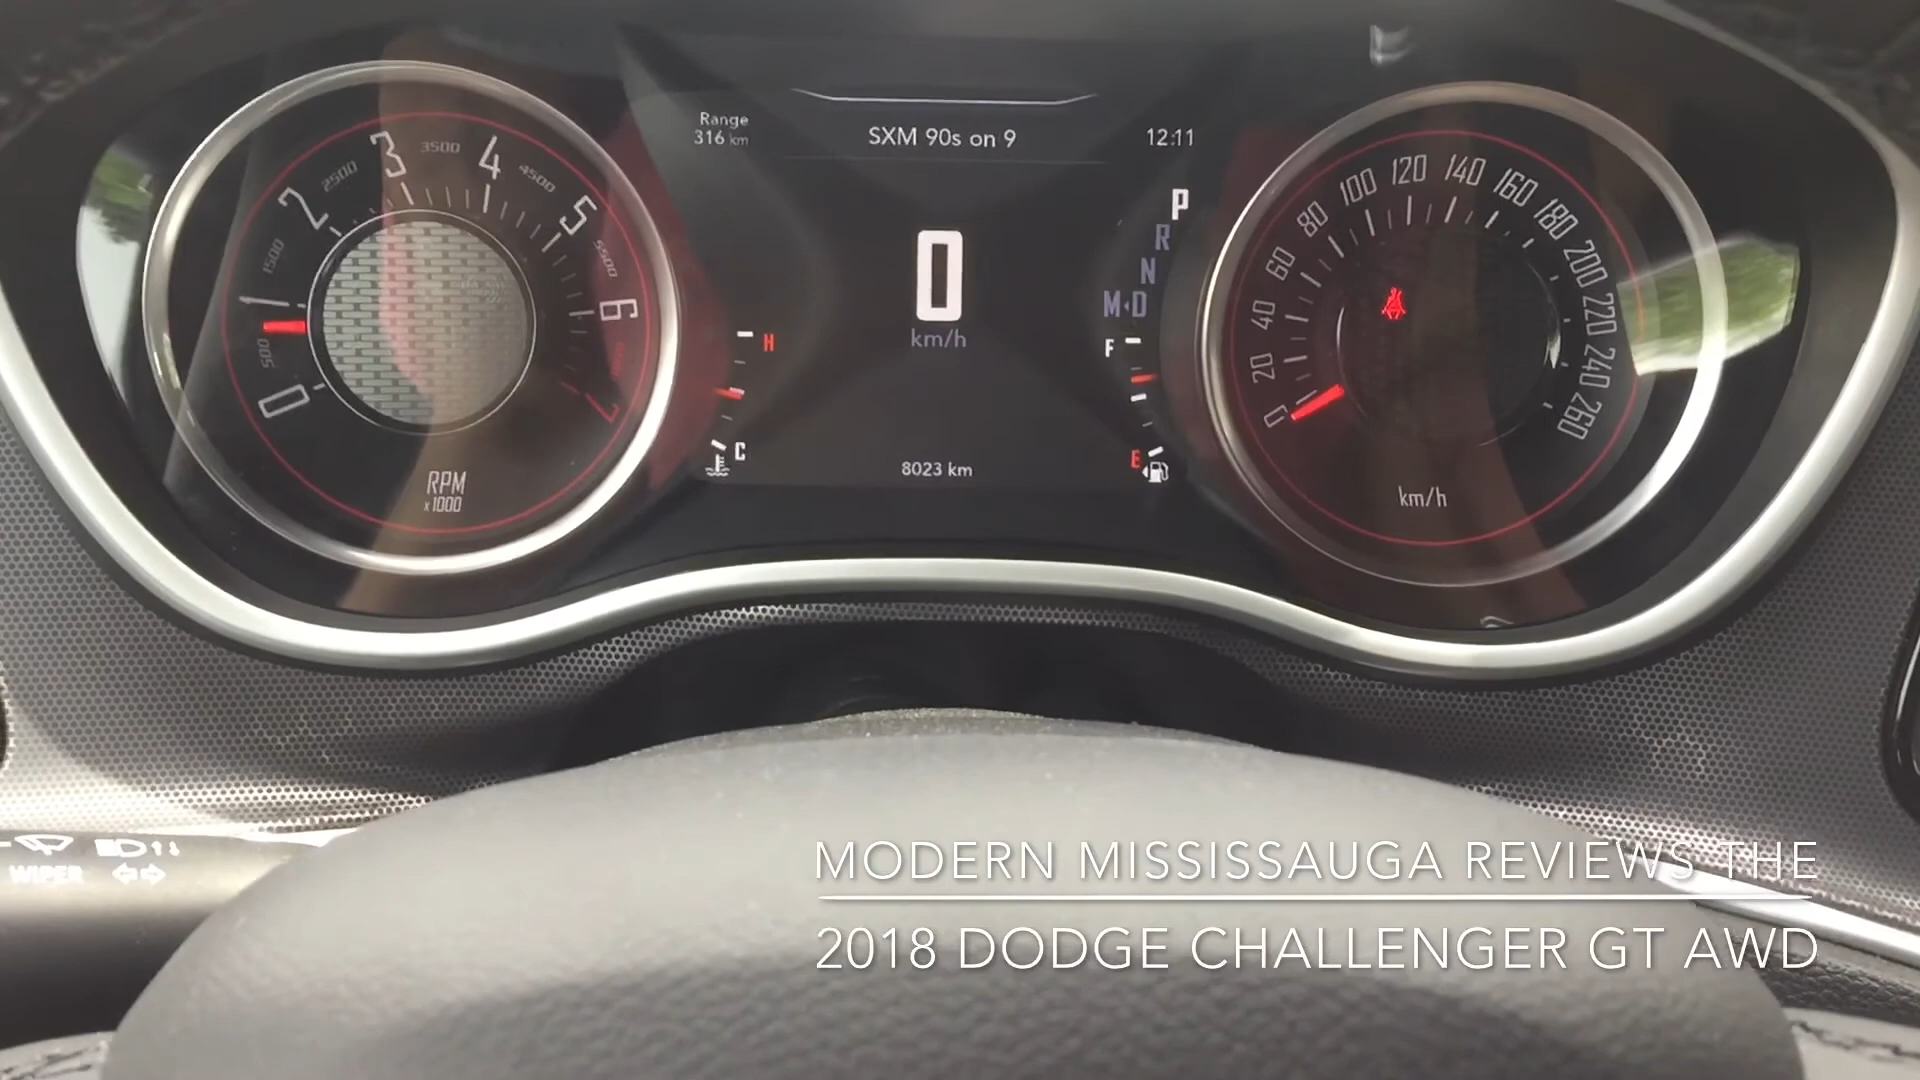 Range
316 km
SXM 90s on 9
12:11
0
500
1
1500
2
2500
3
3500
4
4500
5
5500
6
7
RPM
x1000
H
C
0
km/h
8023 km
P
R
N
M◂D
F
E
0
20
40
60
80
100
120
140
160
180
200
220
240
260
km/h
WIPER
MODERN MISSISSAUGA REVIEWS THE
2018 DODGE CHALLENGER GT AWD